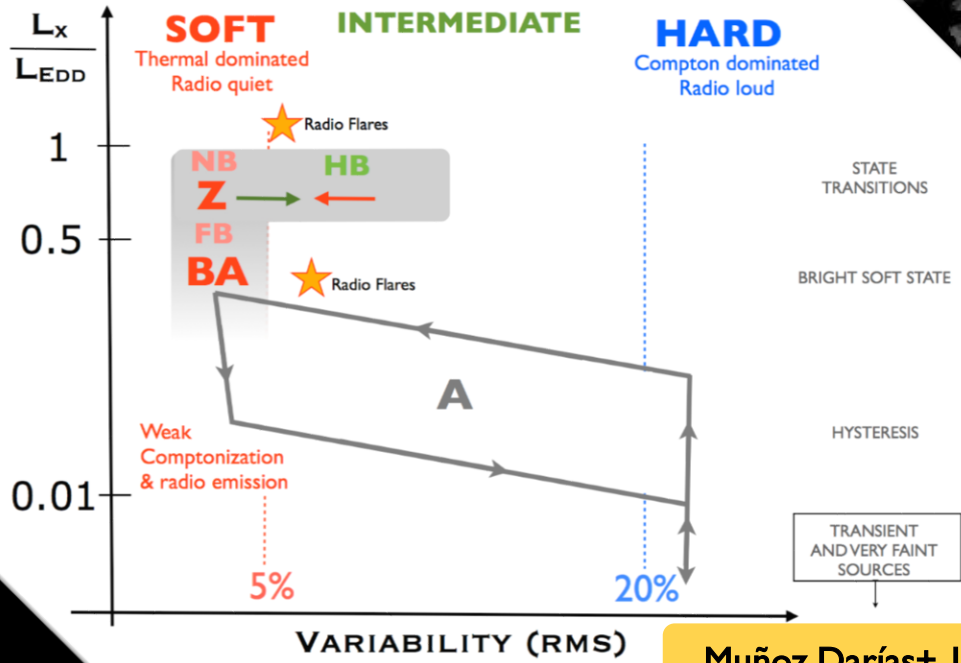 Lx
LEDD
SOFT
Thermal dominated
Radio quiet
INTERMEDIATE
HARD
Compton dominated
Radio loud
Radio Flares
1
NB
HB
Z
STATE
TRANSITIONS
0.5
FB
BA
Radio Flares
BRIGHT SOFT STATE
A
Weak
Comptonization
& radio emission
HYSTERESIS
0.01
TRANSIENT
AND VERY FAINT
SOURCES
5%
20%
VARIABILITY (RMS)
Muñoz Darías+